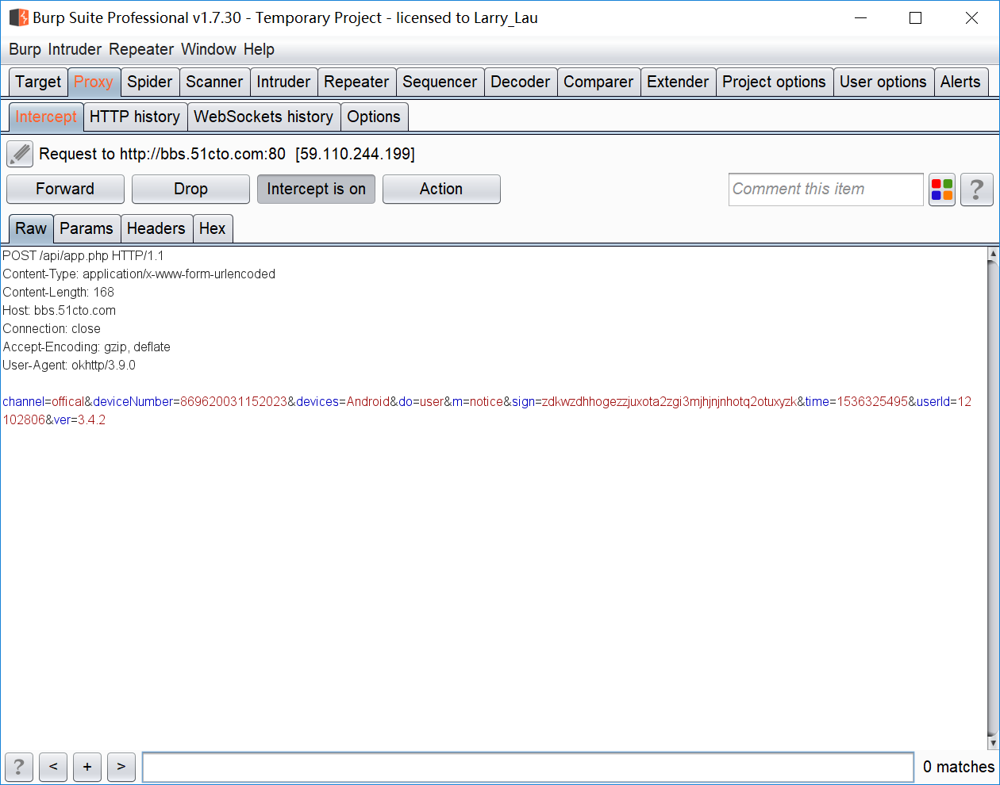 Burp Suite Professional v1.7.30 - Temporary Project - licensed to Larry_Lau
Burp Intruder Repeater Window Help
Target Proxy Spider Scanner Intruder Repeater Sequencer Decoder Comparer Extender Project options User options Alerts
Intercept HTTP history WebSockets history Options
Request to http://bbs.51cto.com:80 [59.110.244.199]
Forward Drop Intercept is on Action Comment this item ?
Raw Params Headers Hex
POST /api/app.php HTTP/1.1
Content-Type: application/x-www-form-urlencoded
Content-Length: 168
Host: bbs.51cto.com
Connection: close
Accept-Encoding: gzip, deflate
User-Agent: okhttp/3.9.0
channel=offical&deviceNumber=869620031152023&devices=Android&do=user&m=notice&sign=zdkwzdhhogezzjuxota2zgi3mjhjnjnhotq2otuxyzk&time=1536325495&userId=12
102806&ver=3.4.2
? < + > 0 matches